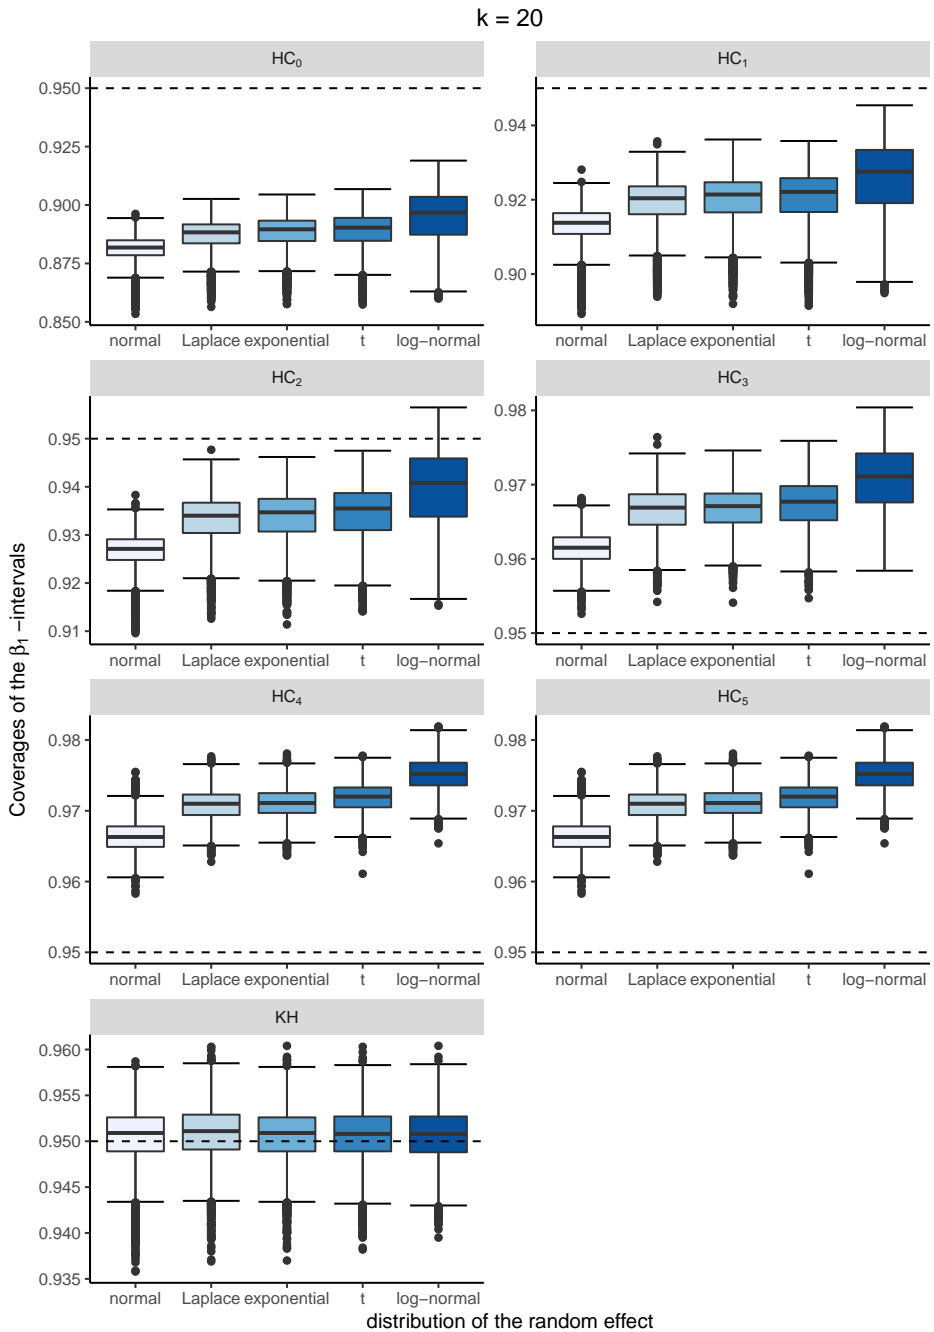 k = 20
HC₀
HC₁
0.950
0.925
0.900
0.875
0.850
0.94
0.92
0.90
normal Laplace exponential t log−normal
normal Laplace exponential t log−normal
HC₂
HC₃
0.95
0.94
0.93
0.92
0.91
0.98
0.97
0.96
0.95
normal Laplace exponential t log−normal
normal Laplace exponential t log−normal
Coverages of the β₁ −intervals
HC₄
HC₅
0.98
0.97
0.96
0.95
0.98
0.97
0.96
0.95
normal Laplace exponential t log−normal
normal Laplace exponential t log−normal
KH
0.960
0.955
0.950
0.945
0.940
0.935
normal Laplace exponential t log−normal
distribution of the random effect